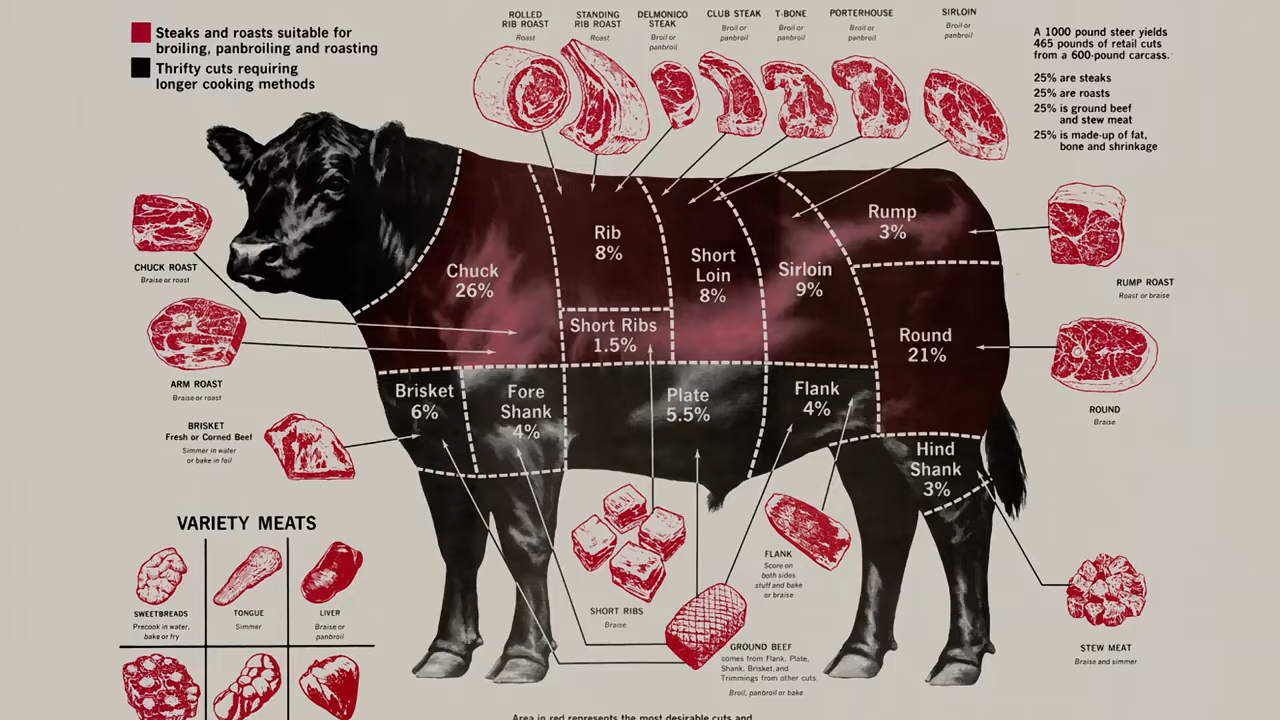 Steaks and roasts suitable for
broiling, panbroiling and roasting
Thrifty cuts requiring
longer cooking methods
ROLLED
RIB ROAST
Roast
STANDING
RIB ROAST
Roast
DELMONICO
STEAK
Broil or
panbroil
CLUB STEAK
Broil or
panbroil
T-BONE
Broil or
panbroil
PORTERHOUSE
Broil or
panbroil
SIRLOIN
Broil or
panbroil
A 1000 pound steer yields
465 pounds of retail cuts
from a 600-pound carcass.
25% are steaks
25% are roasts
25% is ground beef
and stew meat
25% is made-up of fat,
bone and shrinkage
CHUCK ROAST
Braise or roast
ARM ROAST
Braise or roast
BRISKET
Fresh or Corned Beef
Simmer in water
or bake in foil
Chuck
26%
Rib
8%
Short Ribs
1.5%
Short
Loin
8%
Sirloin
9%
Rump
3%
Round
21%
Brisket
6%
Fore
Shank
4%
Plate
5.5%
Flank
4%
Hind
Shank
3%
RUMP ROAST
Roast or braise
ROUND
Braise
STEW MEAT
Braise and simmer
FLANK
Score on
both sides
stuff and bake
or braise
SHORT RIBS
Braise
GROUND BEEF
comes from Flank, Plate,
Shank, Brisket, and
Trimmings from other cuts.
Broil, panbroil or bake
VARIETY MEATS
SWEETBREADS
Precook in water,
bake or fry
TONGUE
Simmer
LIVER
Braise or
panbroil
Area in red represents the most desirable cuts and